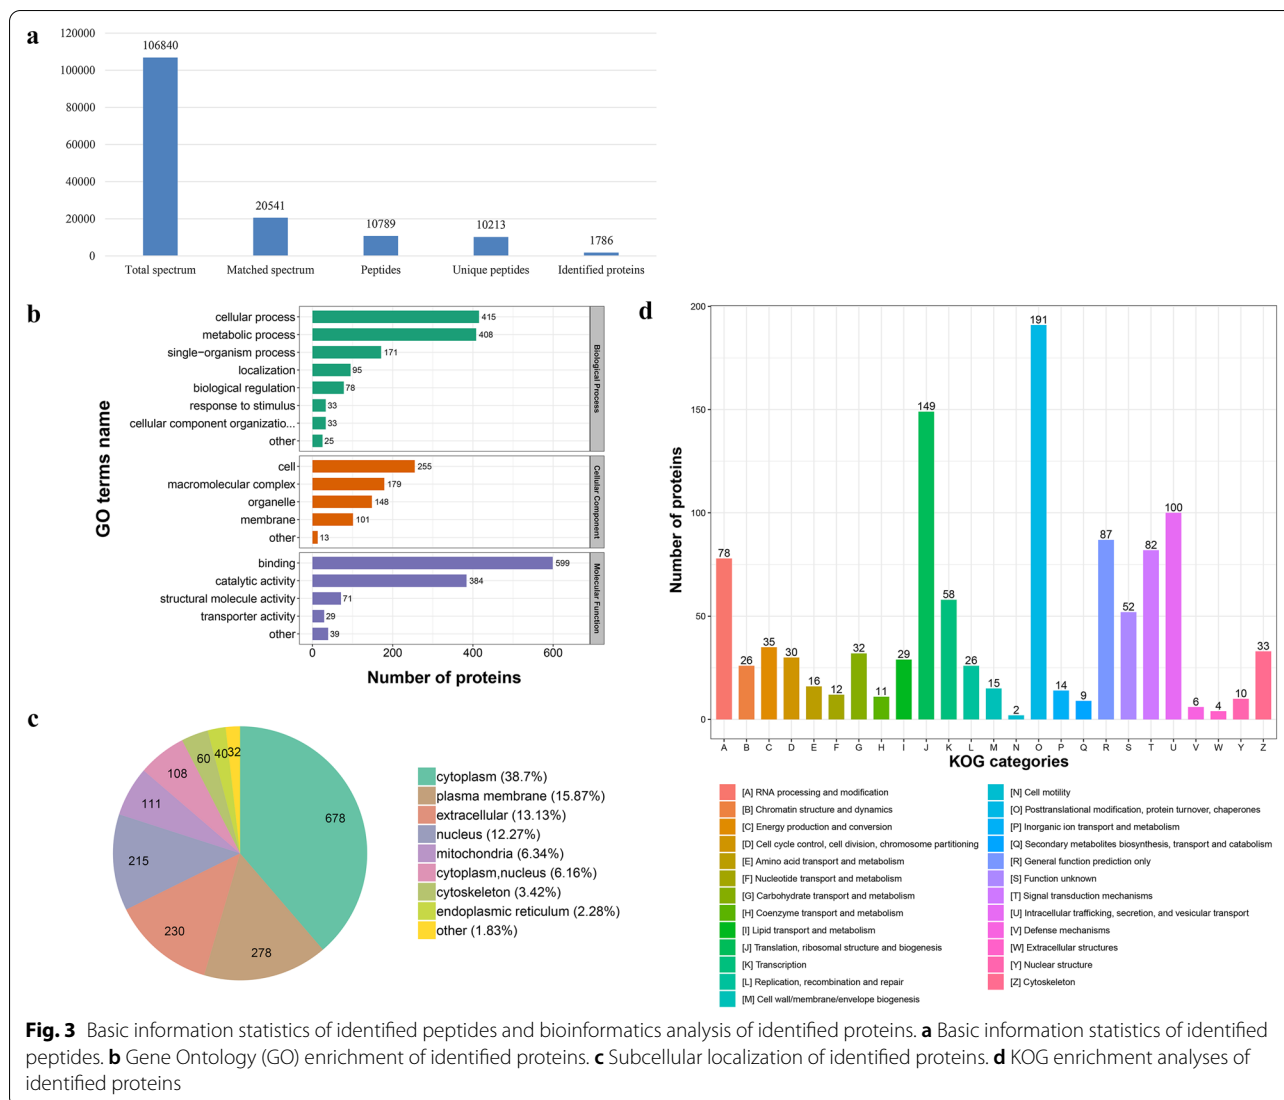 a
120000
100000
80000
60000
40000
20000
0
106840
20541
10789
10213
1786
Total spectrum
Matched spectrum
Peptides
Unique peptides
Identified proteins
b
GO terms name
cellular process 415
metabolic process 408
single−organism process 171
localization 95
biological regulation 78
response to stimulus 33
cellular component organizatio... 33
other 25
Biological Process
cell 255
macromolecular complex 179
organelle 148
membrane 101
other 13
Cellular Component
binding 599
catalytic activity 384
structural molecule activity 71
transporter activity 29
other 39
Molecular Function
0 200 400 600
Number of proteins
c
678
278
230
215
111
108
60
40
32
cytoplasm (38.7%)
plasma membrane (15.87%)
extracellular (13.13%)
nucleus (12.27%)
mitochondria (6.34%)
cytoplasm,nucleus (6.16%)
cytoskeleton (3.42%)
endoplasmic reticulum (2.28%)
other (1.83%)
d
Number of proteins
200
150
100
50
0
78 26 35 30 16 12 32 11 29 149 58 26 15 2 191 14 9 87 52 82 100 6 4 10 33
A B C D E F G H I J K L M N O P Q R S T U V W Y Z
KOG categories
[A] RNA processing and modification
[B] Chromatin structure and dynamics
[C] Energy production and conversion
[D] Cell cycle control, cell division, chromosome partitioning
[E] Amino acid transport and metabolism
[F] Nucleotide transport and metabolism
[G] Carbohydrate transport and metabolism
[H] Coenzyme transport and metabolism
[I] Lipid transport and metabolism
[J] Translation, ribosomal structure and biogenesis
[K] Transcription
[L] Replication, recombination and repair
[M] Cell wall/membrane/envelope biogenesis
[N] Cell motility
[O] Posttranslational modification, protein turnover, chaperones
[P] Inorganic ion transport and metabolism
[Q] Secondary metabolites biosynthesis, transport and catabolism
[R] General function prediction only
[S] Function unknown
[T] Signal transduction mechanisms
[U] Intracellular trafficking, secretion, and vesicular transport
[V] Defense mechanisms
[W] Extracellular structures
[Y] Nuclear structure
[Z] Cytoskeleton
Fig. 3 Basic information statistics of identified peptides and bioinformatics analysis of identified proteins. a Basic information statistics of identified
peptides. b Gene Ontology (GO) enrichment of identified proteins. c Subcellular localization of identified proteins. d KOG enrichment analyses of
identified proteins